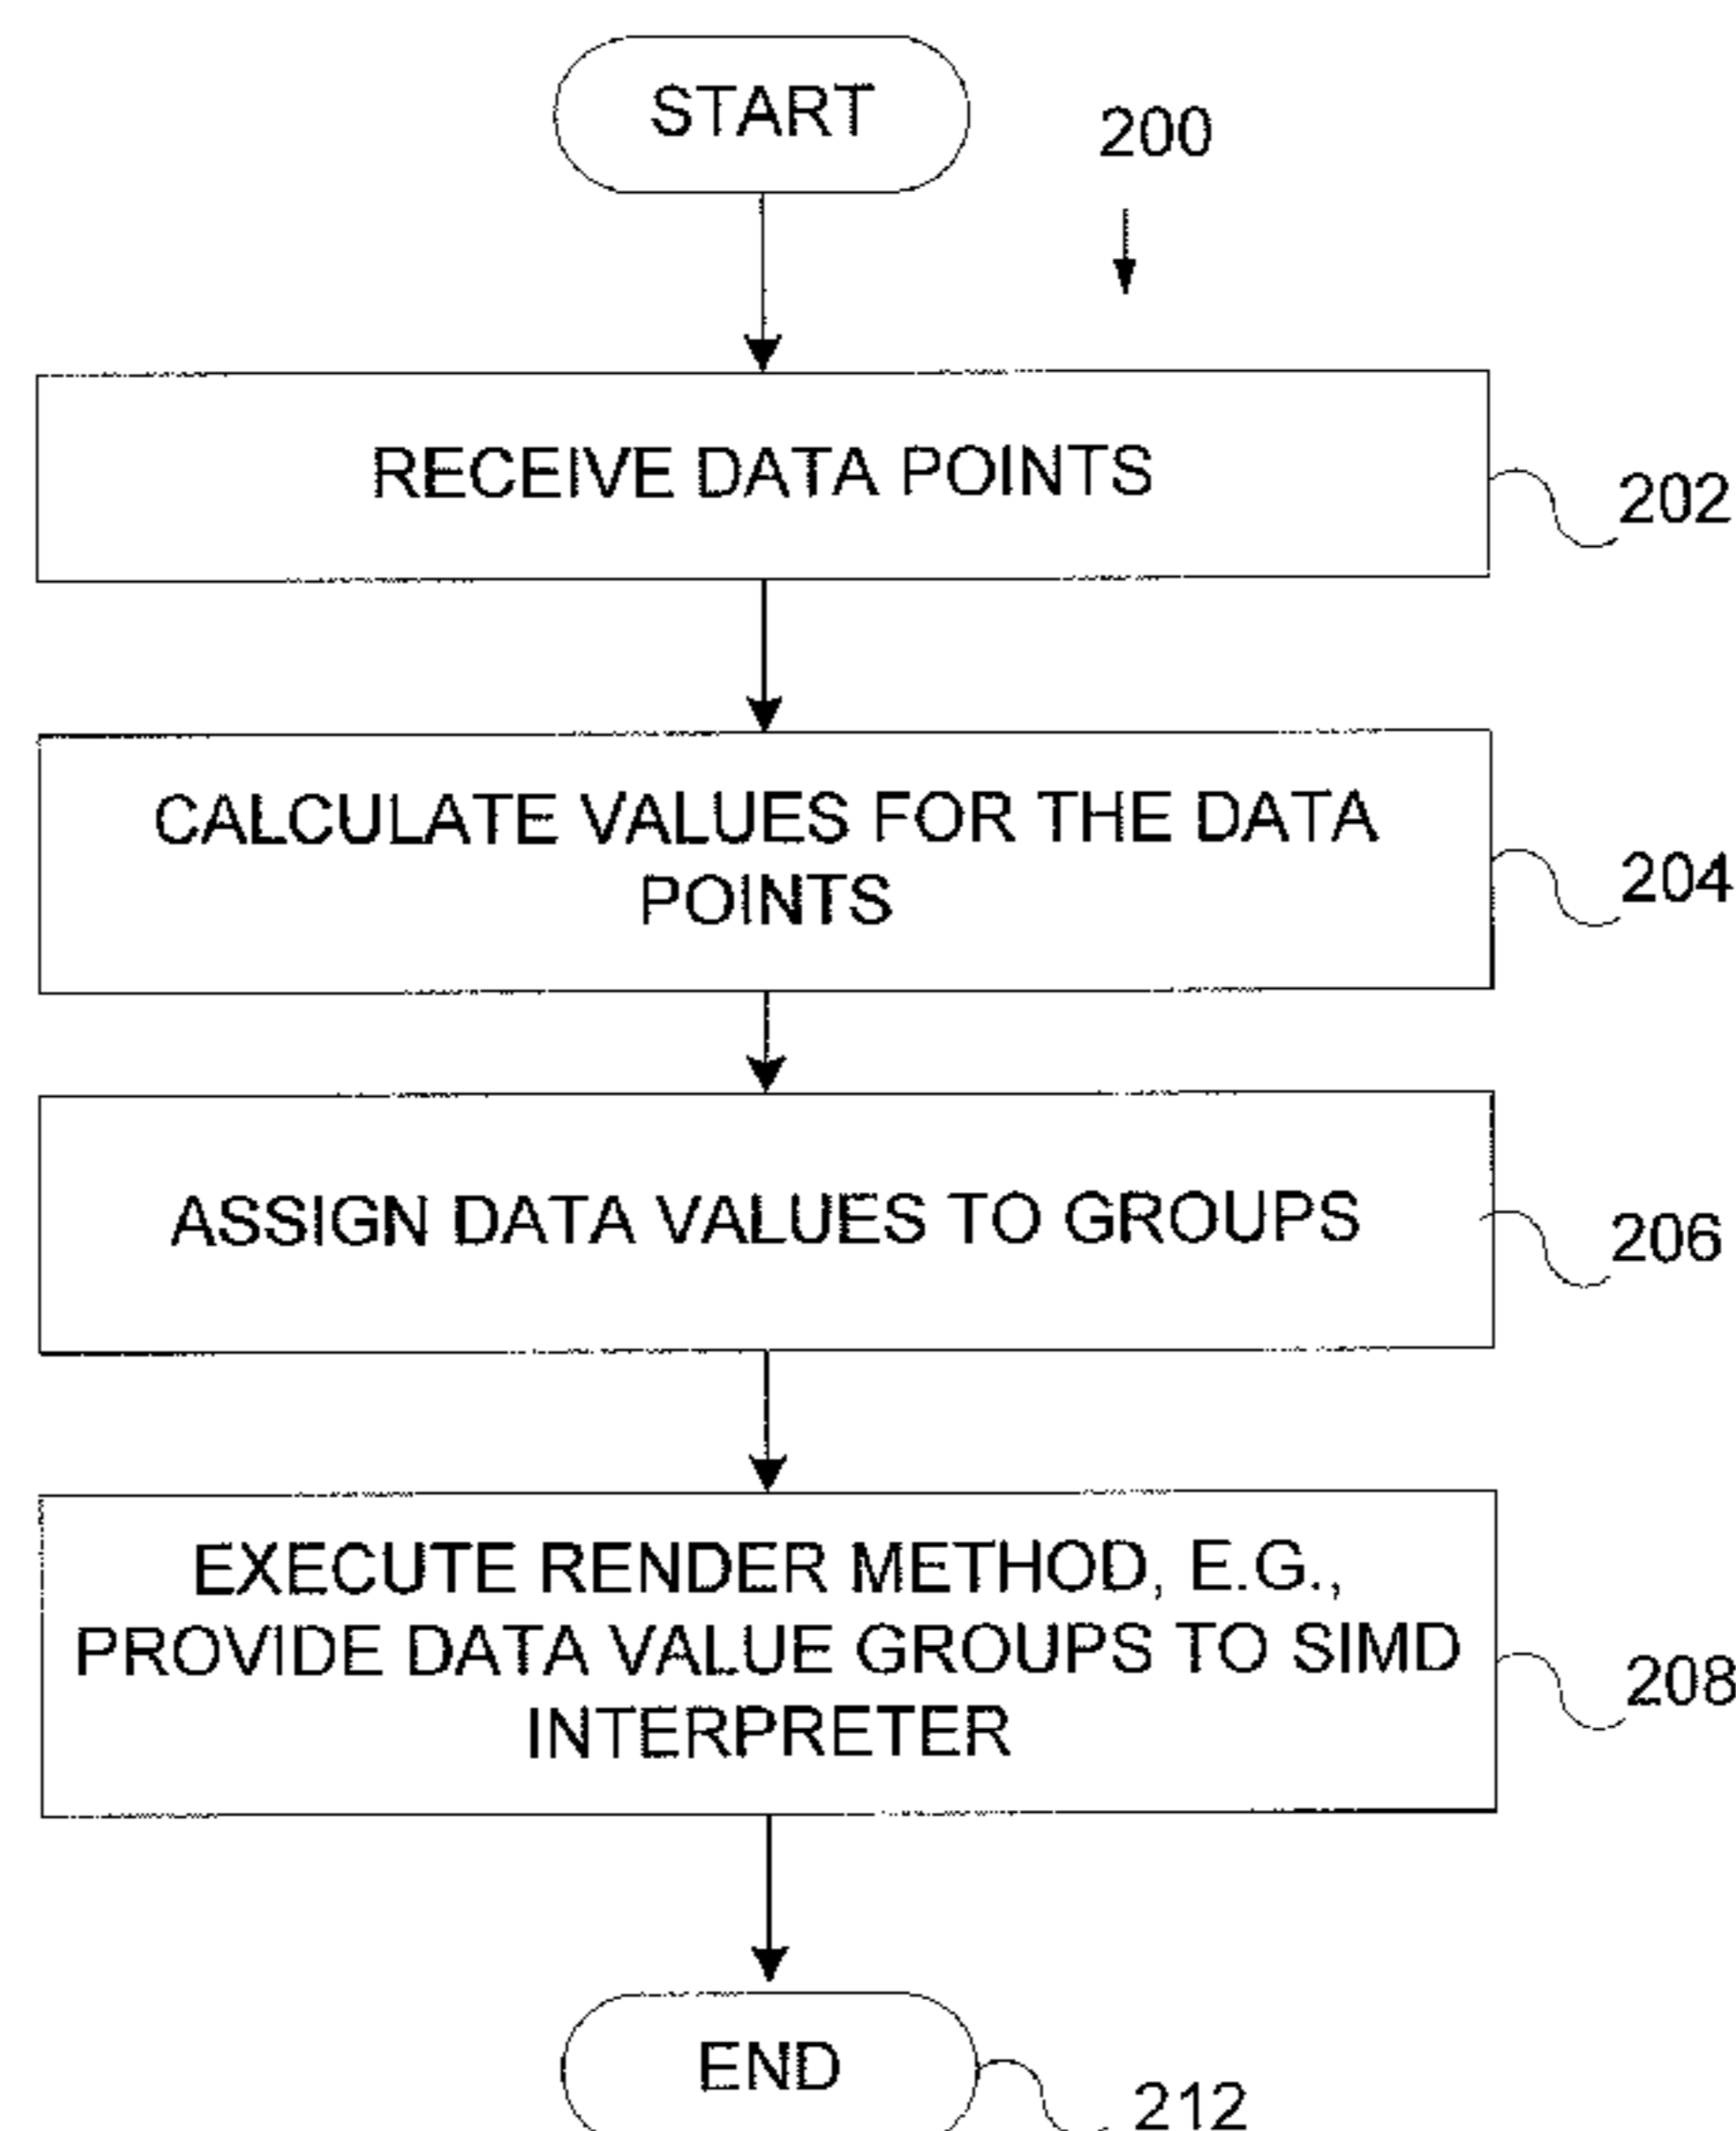 START
200
RECEIVE DATA POINTS
202
CALCULATE VALUES FOR THE DATA
POINTS
204
ASSIGN DATA VALUES TO GROUPS
206
EXECUTE RENDER METHOD, E.G.,
PROVIDE DATA VALUE GROUPS TO SIMD
INTERPRETER
208
END
212